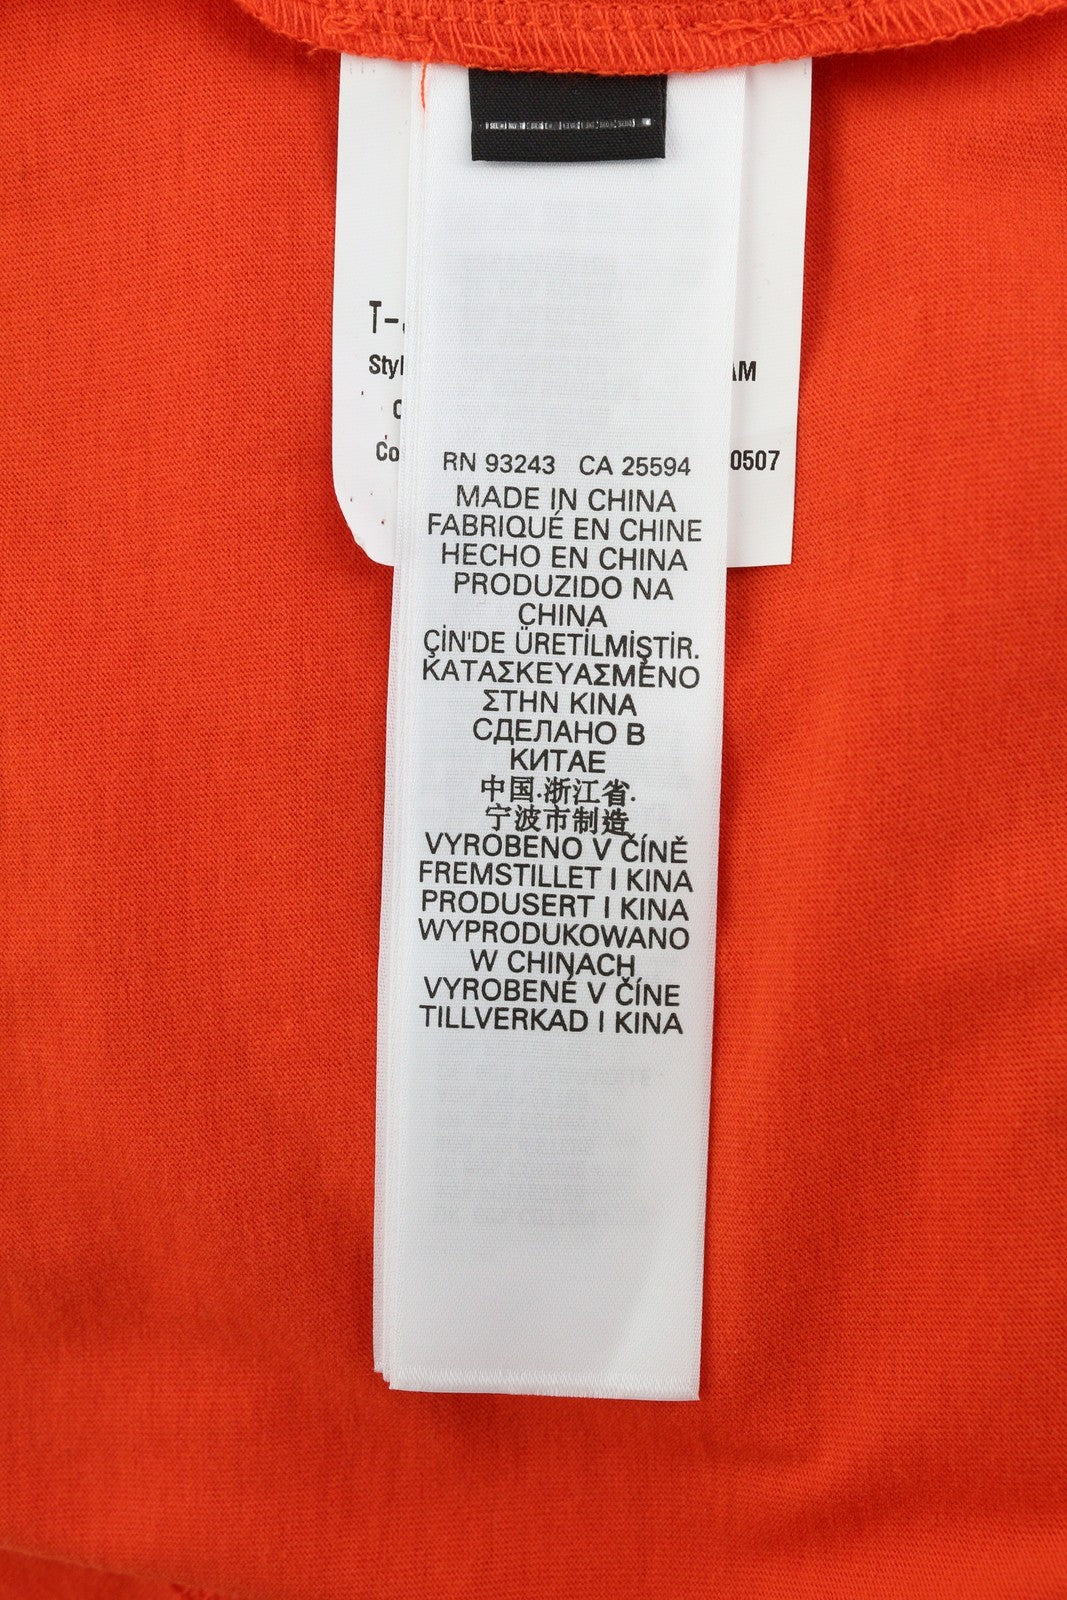 T-
Styl
AM
Co
0507
RN 93243 CA 25594
MADE IN CHINA
FABRIQUÉ EN CHINE
HECHO EN CHINA
PRODUZIDO NA
CHINA
ÇİN'DE ÜRETİLMİŞTİR.
ΚΑΤΑΣΚΕΥΑΣΜΕΝΟ
ΣΤΗΝ ΚΙΝΑ
СДЕЛАНО В
КИТАЕ
中国.浙江省.
宁波市制造
VYROBENO V ČÍNĚ
FREMSTILLET I KINA
PRODUSERT I KINA
WYPRODUKOWANO
W CHINACH
VYROBENÉ V ČÍNE
TILLVERKAD I KINA